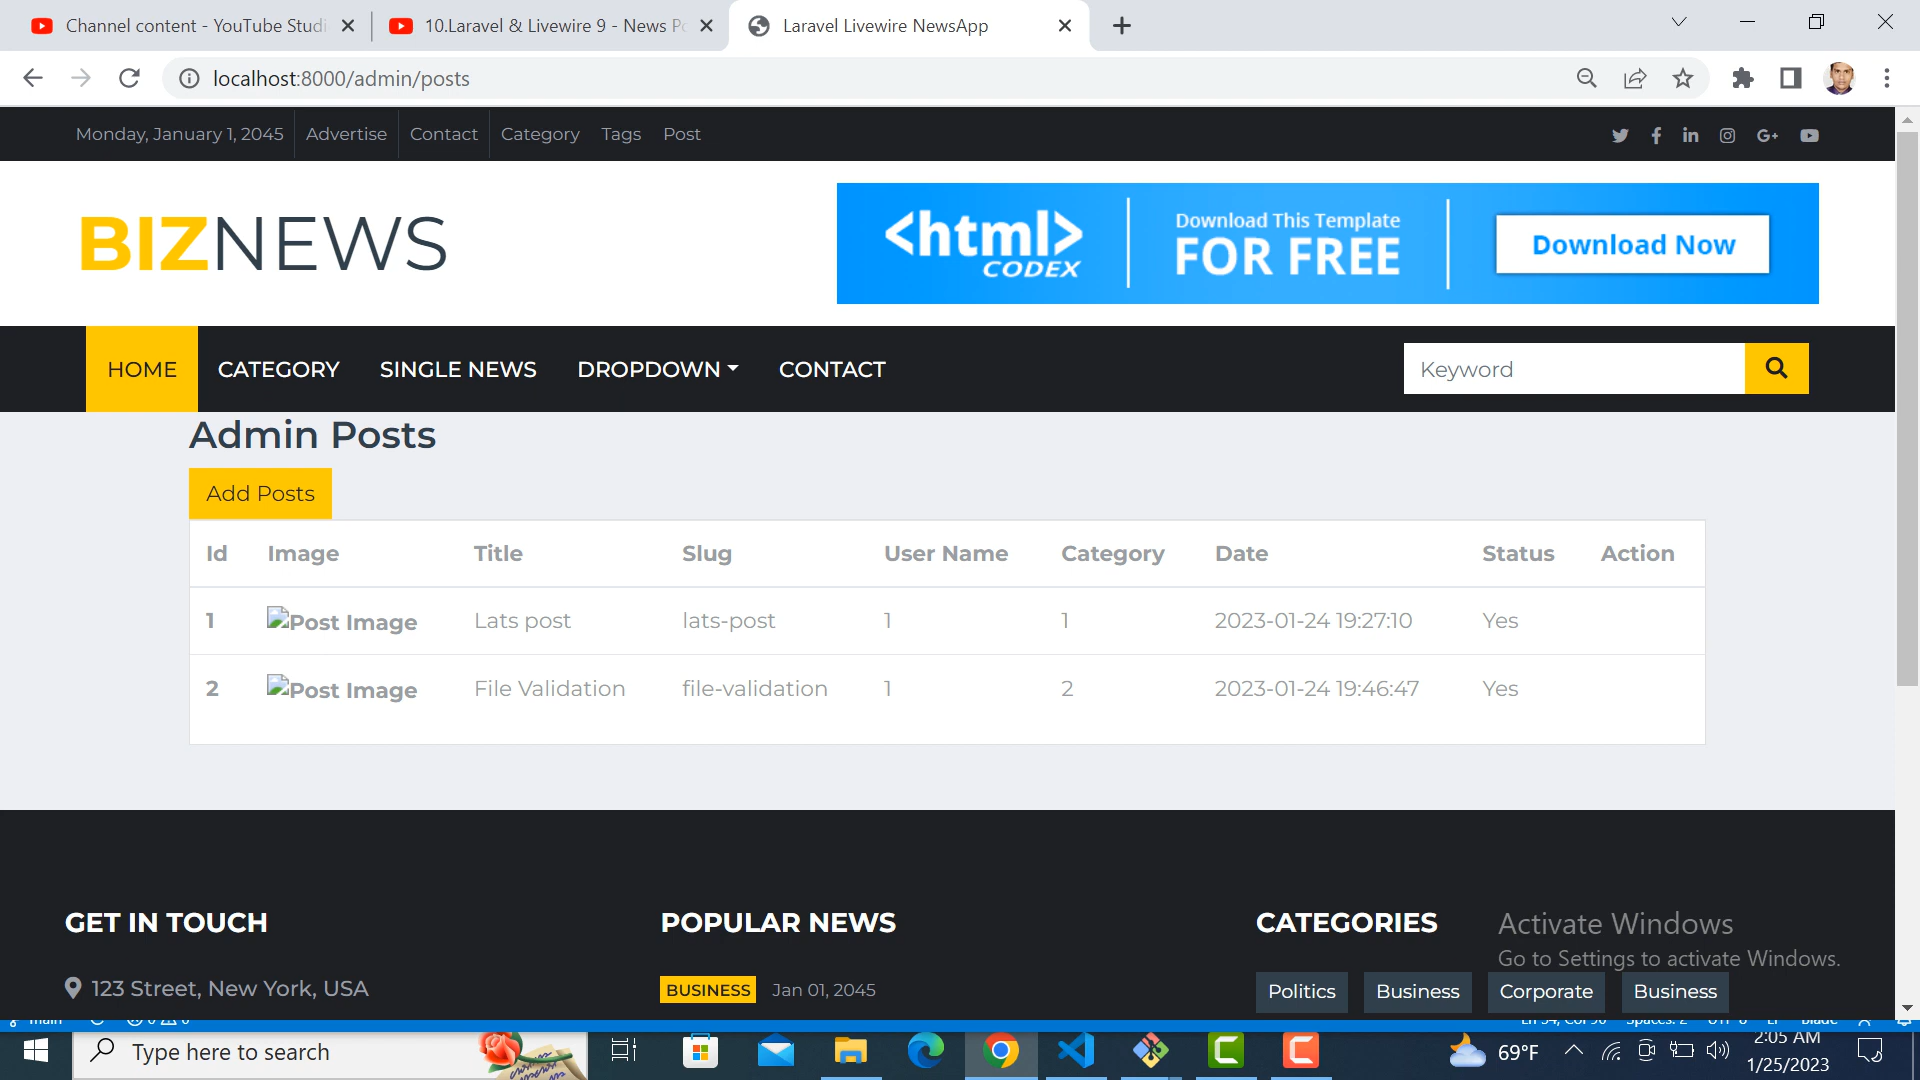 Channel content - YouTube Studi
10.Laravel & Livewire 9 - News Po
Laravel Livewire NewsApp
localhost:8000/admin/posts
Monday, January 1, 2045 Advertise Contact Category Tags Post
BIZNEWS
<html>
CODEX
Download This Template
FOR FREE
Download Now
HOME CATEGORY SINGLE NEWS DROPDOWN CONTACT
Keyword
Admin Posts
Add Posts
Id Image Title Slug User Name Category Date Status Action
1 Post Image Lats post lats-post 1 1 2023-01-24 19:27:10 Yes
2 Post Image File Validation file-validation 1 2 2023-01-24 19:46:47 Yes
GET IN TOUCH
POPULAR NEWS
CATEGORIES
Activate Windows
Go to Settings to activate Windows.
123 Street, New York, USA
BUSINESS Jan 01, 2045
Politics Business Corporate Business
Type here to search
69°F
2:05 AM
1/25/2023